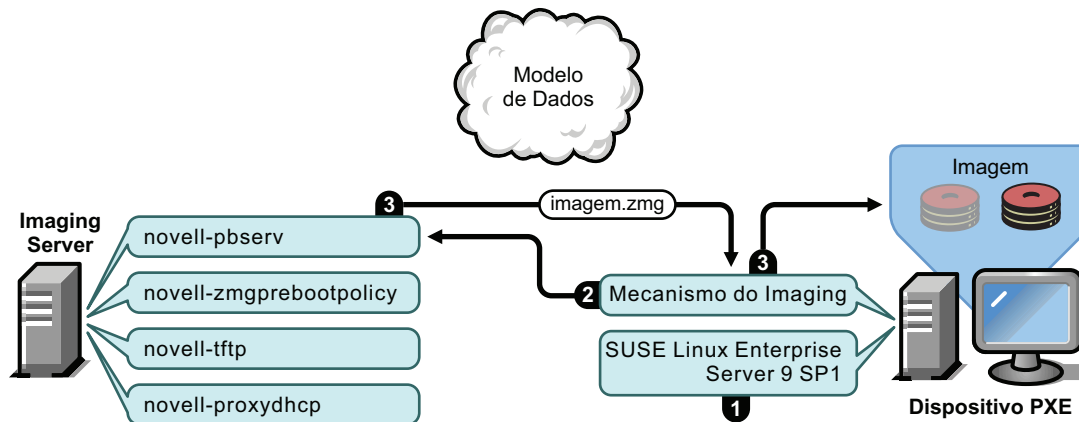 Modelo
de Dados
Imagem
3
imagem.zmg
Imaging
Server
novell-pbserv
3
2
Mecanismo do Imaging
novell-zmgprebootpolicy
novell-tftp
SUSE Linux Enterprise
Server 9 SP1
novell-proxydhcp
1
Dispositivo PXE